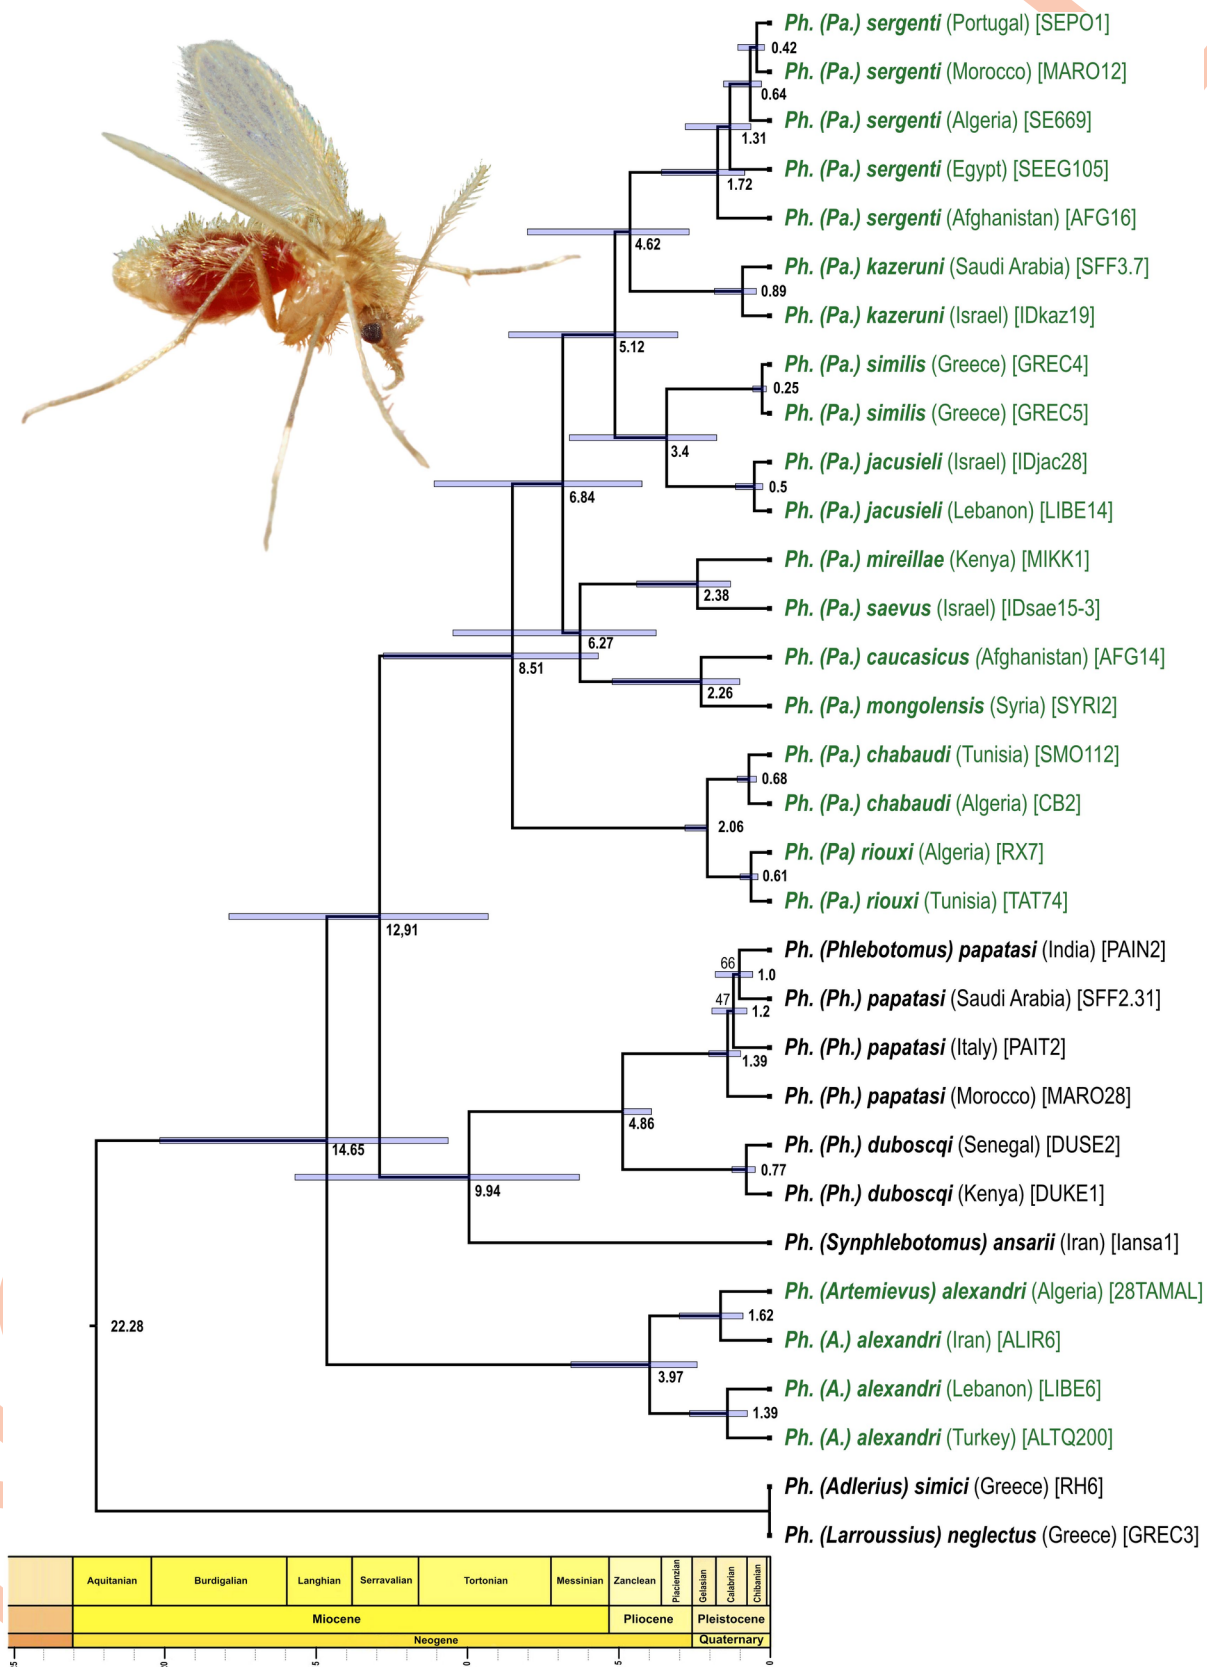 Ph. (Pa.) sergenti (Portugal) [SEPO1]
0.42
Ph. (Pa.) sergenti (Morocco) [MARO12]
0.64
Ph. (Pa.) sergenti (Algeria) [SE669]
1.31
Ph. (Pa.) sergenti (Egypt) [SEEG105]
1.72
Ph. (Pa.) sergenti (Afghanistan) [AFG16]
4.62
Ph. (Pa.) kazeruni (Saudi Arabia) [SFF3.7]
0.89
Ph. (Pa.) kazeruni (Israel) [IDkaz19]
5.12
Ph. (Pa.) similis (Greece) [GREC4]
0.25
Ph. (Pa.) similis (Greece) [GREC5]
3.4
Ph. (Pa.) jacusieli (Israel) [IDjac28]
0.5
6.84
Ph. (Pa.) jacusieli (Lebanon) [LIBE14]
Ph. (Pa.) mireillae (Kenya) [MIKK1]
2.38
Ph. (Pa.) saevus (Israel) [IDsae15-3]
6.27
Ph. (Pa.) caucasicus (Afghanistan) [AFG14]
8.51
2.26
Ph. (Pa.) mongolensis (Syria) [SYRI2]
Ph. (Pa.) chabaudi (Tunisia) [SMO112]
0.68
Ph. (Pa.) chabaudi (Algeria) [CB2]
2.06
Ph. (Pa) riouxi (Algeria) [RX7]
0.61
Ph. (Pa.) riouxi (Tunisia) [TAT74]
12,91
Ph. (Phlebotomus) papatasi (India) [PAIN2]
66
1.0
Ph. (Ph.) papatasi (Saudi Arabia) [SFF2.31]
47
1.2
Ph. (Ph.) papatasi (Italy) [PAIT2]
1.39
Ph. (Ph.) papatasi (Morocco) [MARO28]
4.86
Ph. (Ph.) duboscqi (Senegal) [DUSE2]
14.65
0.77
Ph. (Ph.) duboscqi (Kenya) [DUKE1]
9.94
Ph. (Synphlebotomus) ansarii (Iran) [Iansa1]
Ph. (Artemievus) alexandri (Algeria) [28TAMAL]
1.62
22.28
Ph. (A.) alexandri (Iran) [ALIR6]
3.97
Ph. (A.) alexandri (Lebanon) [LIBE6]
1.39
Ph. (A.) alexandri (Turkey) [ALTQ200]
Ph. (Adlerius) simici (Greece) [RH6]
Ph. (Larroussius) neglectus (Greece) [GREC3]
Aquitanian Burdigalian Langhian Serravalian Tortonian Messinian Zanclean Piacenzian Gelasian Calabrian Chibanian
Miocene Pliocene Pleistocene
Neogene Quaternary
5 0